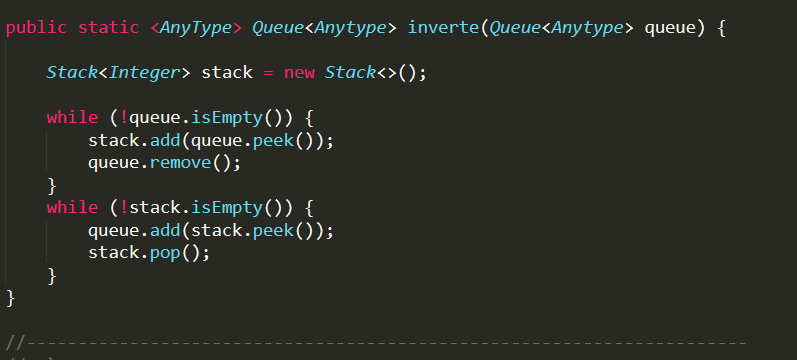 public static <AnyType> Queue<Anytype> inverte(Queue<Anytype> queue) {
Stack<Integer> stack = new Stack<>();
while (!queue.isEmpty()) {
stack.add(queue.peek());
queue.remove();
}
while (!stack.isEmpty()) {
queue.add(stack.peek());
stack.pop();
}
}
//----------------------------------------------------------------------